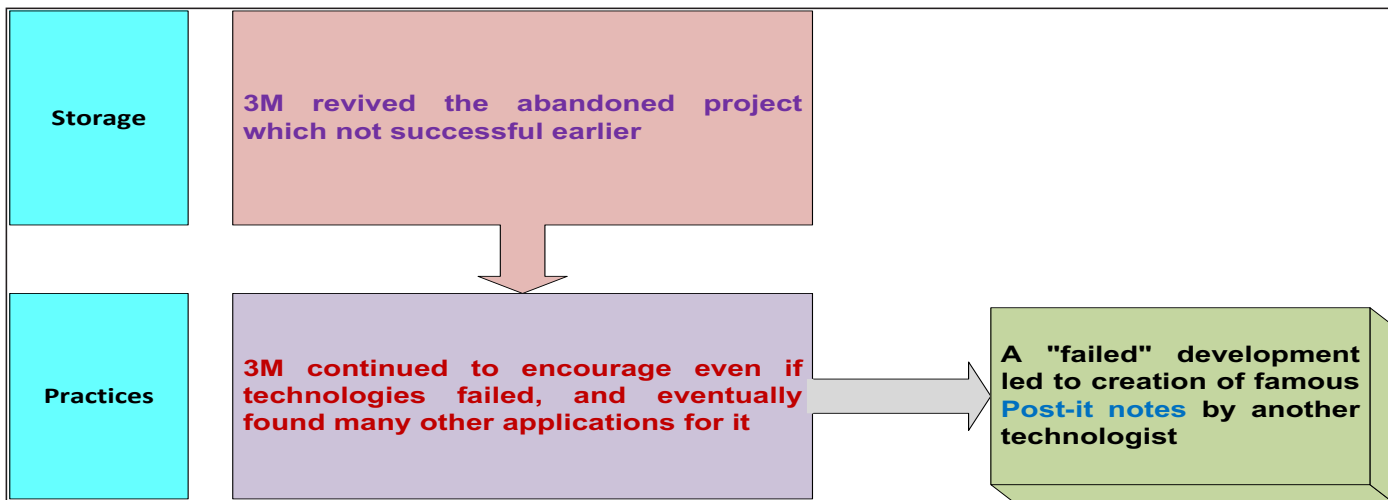 Storage
3M revived the abandoned project
which not successful earlier
Practices
3M continued to encourage even if
technologies failed, and eventually
found many other applications for it
A "failed" development
led to creation of famous
Post-it notes by another
technologist